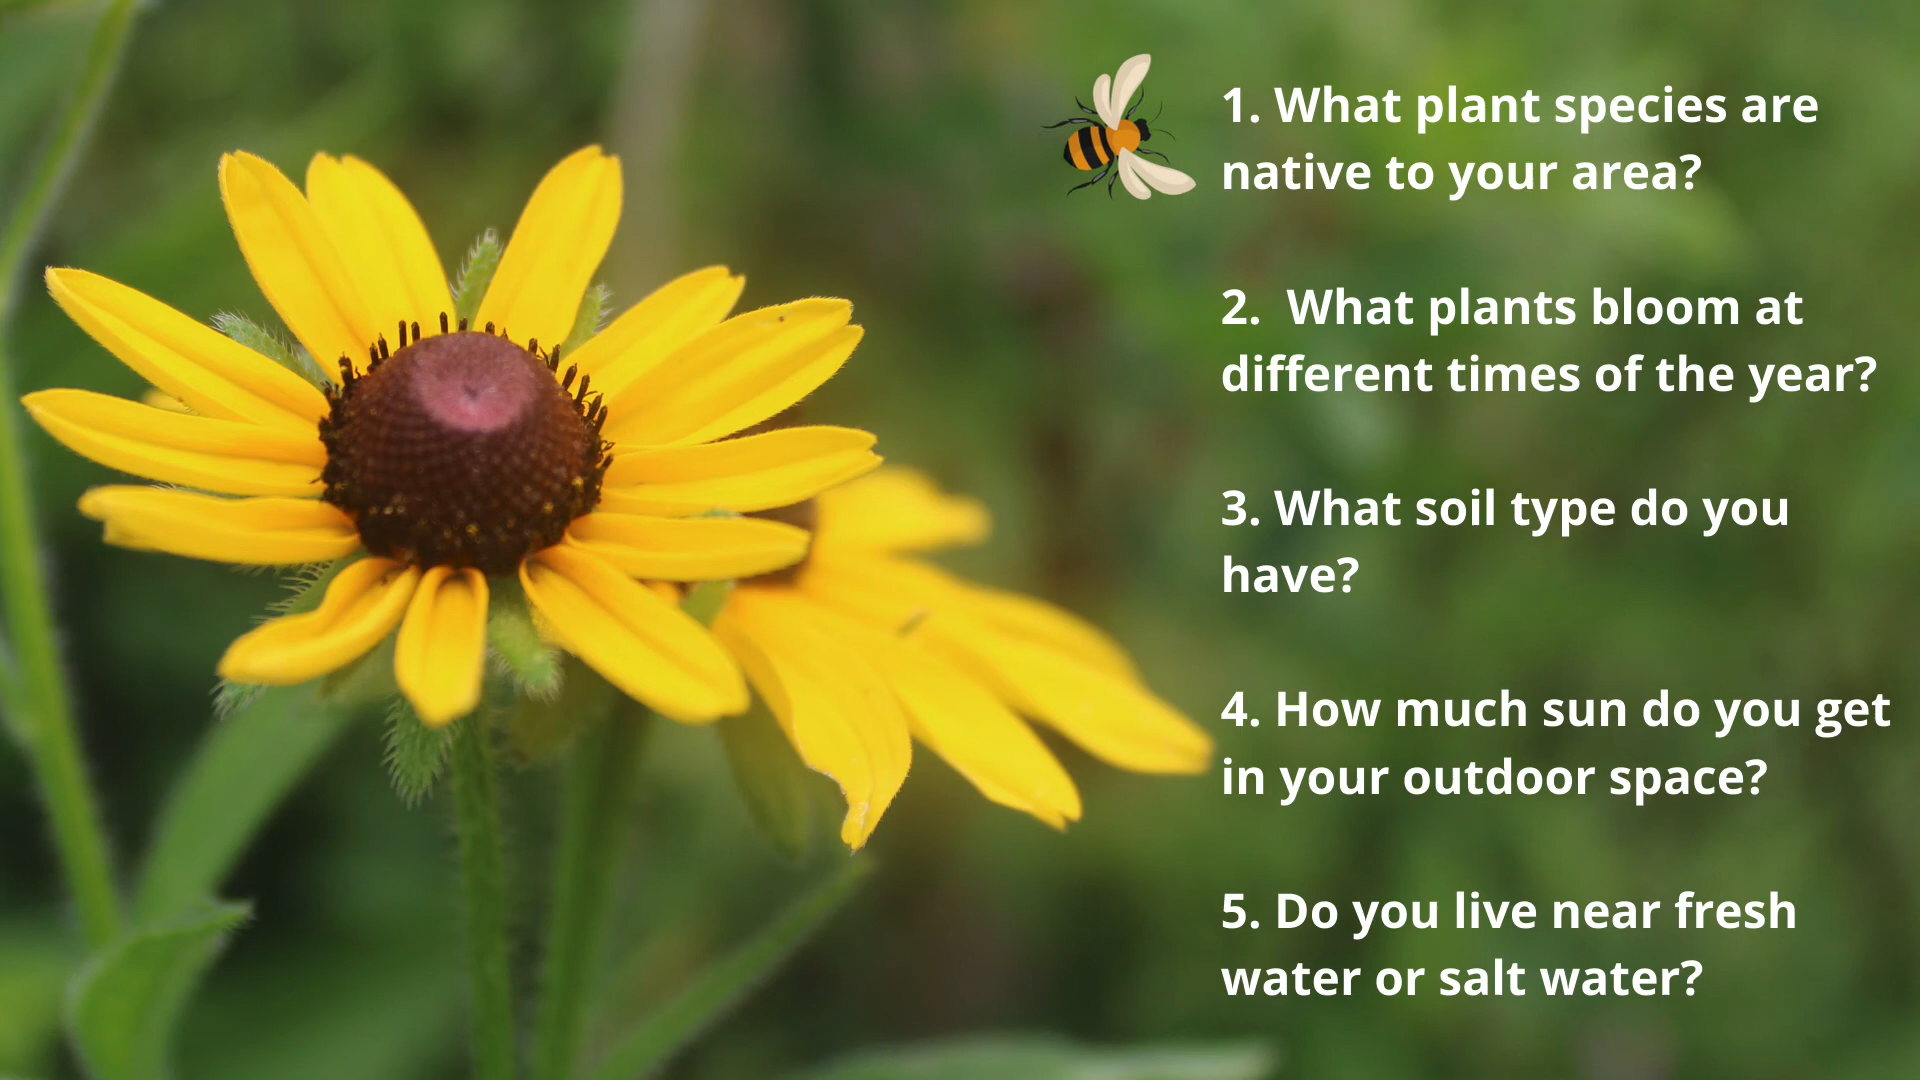 1. What plant species are
native to your area?
2.  What plants bloom at
different times of the year?
3. What soil type do you
have?
4. How much sun do you get
in your outdoor space?
5. Do you live near fresh
water or salt water?